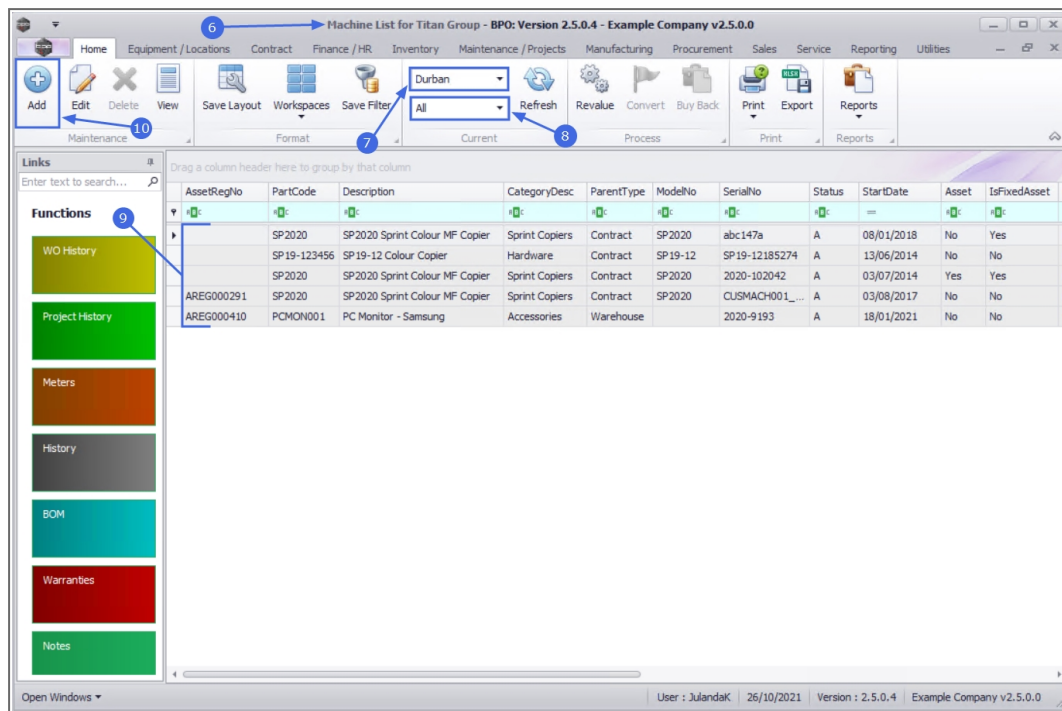 6
Machine List for Titan Group - BPO: Version 2.5.0.4 - Example Company v2.5.0.0
Home Equipment / Locations Contract Finance / HR Inventory Maintenance / Projects Manufacturing Procurement Sales Service Reporting Utilities
Add Edit Delete View Save Layout Workspaces Save Filter Durban All Refresh Revalue Convert Buy Back Print Export Reports
10 7 8
Maintenance Format Current Process Print Reports
Links
Enter text to search...
Functions
9
WO History
Project History
Meters
History
BOM
Warranties
Notes
Drag a column header here to group by that column
AssetRegNo PartCode Description CategoryDesc ParentType ModelNo SerialNo Status StartDate Asset IsFixedAsset
SP2020 SP2020 Sprint Colour MF Copier Sprint Copiers Contract SP2020 abc147a A 08/01/2018 No Yes
SP19-123456 SP19-12 Colour Copier Hardware Contract SP19-12 SP19-12185274 A 13/06/2014 No No
SP2020 SP2020 Sprint Colour MF Copier Sprint Copiers Contract SP2020 2020-102042 A 03/07/2014 Yes Yes
AREG000291 SP2020 SP2020 Sprint Colour MF Copier Sprint Copiers Contract SP2020 CUSMACH001_... A 03/08/2017 No No
AREG000410 PCMON001 PC Monitor - Samsung Accessories Warehouse 2020-9193 A 18/01/2021 No No
Open Windows User : JulandaK 26/10/2021 Version : 2.5.0.4 Example Company v2.5.0.0